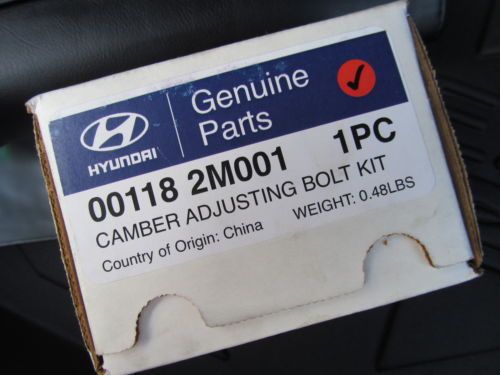 HYUNDAI
Genuine
Parts
00118 2M001 1PC
CAMBER ADJUSTING BOLT KIT
Country of Origin: China WEIGHT: 0.48LBS